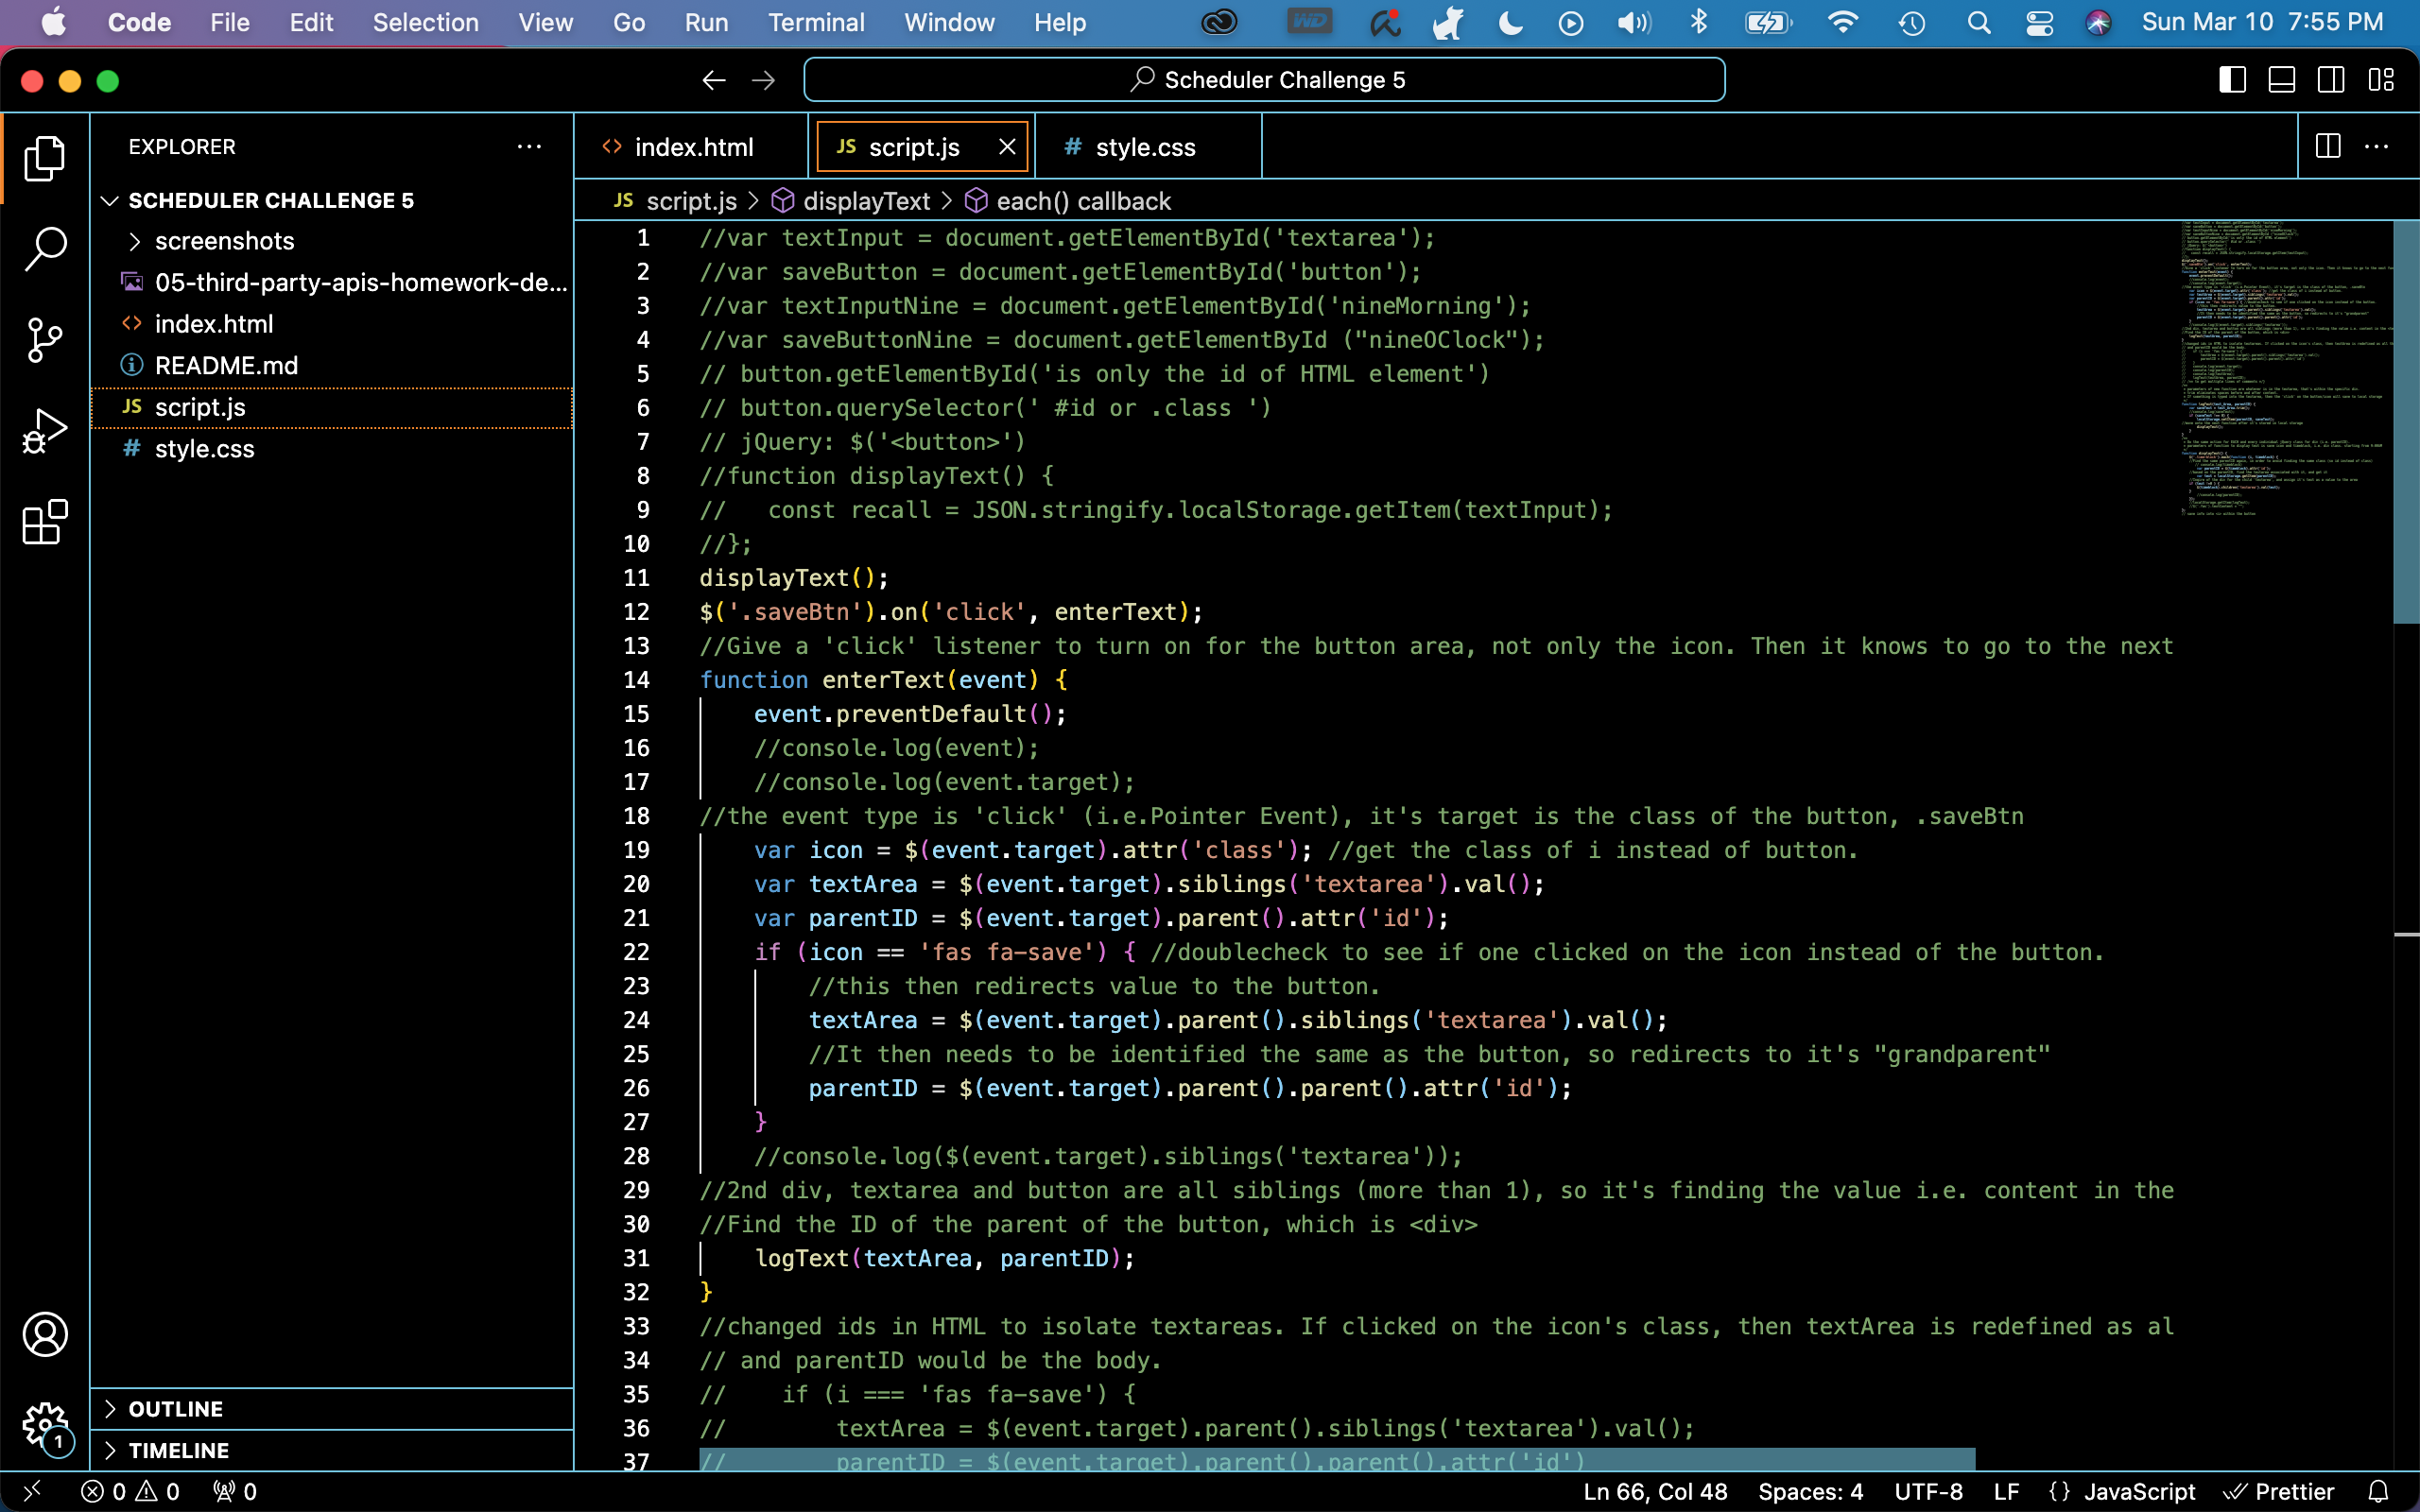 Code File Edit Selection View Go Run Terminal Window Help WD Sun Mar 10 7:55 PM
Scheduler Challenge 5
EXPLORER
SCHEDULER CHALLENGE 5
screenshots
05-third-party-apis-homework-de...
index.html
README.md
JS script.js
# style.css
OUTLINE
TIMELINE
index.html JS script.js # style.css
JS script.js > displayText > each() callback
1 //var textInput = document.getElementById('textarea');
2 //var saveButton = document.getElementById('button');
3 //var textInputNine = document.getElementById('nineMorning');
4 //var saveButtonNine = document.getElementById ("nineOClock");
5 // button.getElementById('is only the id of HTML element')
6 // button.querySelector(' #id or .class ')
7 // jQuery: $('<button>')
8 //function displayText() {
9 //   const recall = JSON.stringify.localStorage.getItem(textInput);
10 //};
11 displayText();
12 $('.saveBtn').on('click', enterText);
13 //Give a 'click' listener to turn on for the button area, not only the icon. Then it knows to go to the next
14 function enterText(event) {
15     event.preventDefault();
16     //console.log(event);
17     //console.log(event.target);
18 //the event type is 'click' (i.e.Pointer Event), it's target is the class of the button, .saveBtn
19     var icon = $(event.target).attr('class'); //get the class of i instead of button.
20     var textArea = $(event.target).siblings('textarea').val();
21     var parentID = $(event.target).parent().attr('id');
22     if (icon == 'fas fa-save') { //doublecheck to see if one clicked on the icon instead of the button.
23         //this then redirects value to the button.
24         textArea = $(event.target).parent().siblings('textarea').val();
25         //It then needs to be identified the same as the button, so redirects to it's "grandparent"
26         parentID = $(event.target).parent().parent().attr('id');
27     }
28     //console.log($(event.target).siblings('textarea'));
29 //2nd div, textarea and button are all siblings (more than 1), so it's finding the value i.e. content in the
30 //Find the ID of the parent of the button, which is <div>
31     logText(textArea, parentID);
32 }
33 //changed ids in HTML to isolate textareas. If clicked on the icon's class, then textArea is redefined as al
34 // and parentID would be the body.
35 //    if (i === 'fas fa-save') {
36 //        textArea = $(event.target).parent().siblings('textarea').val();
37 //        parentID = $(event.target).parent().parent().attr('id')
1
0 0 0 Ln 66, Col 48 Spaces: 4 UTF-8 LF {} JavaScript Prettier